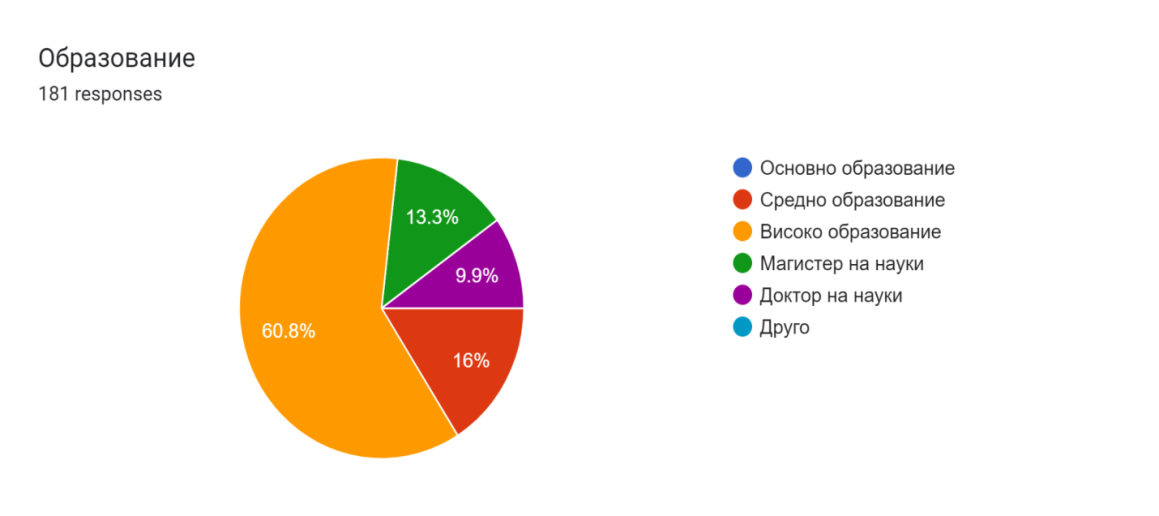 Образование
181 responses
13.3%
9.9%
60.8%
16%
Основно образование
Средно образование
Високо образование
Магистер на науки
Доктор на науки
Друго